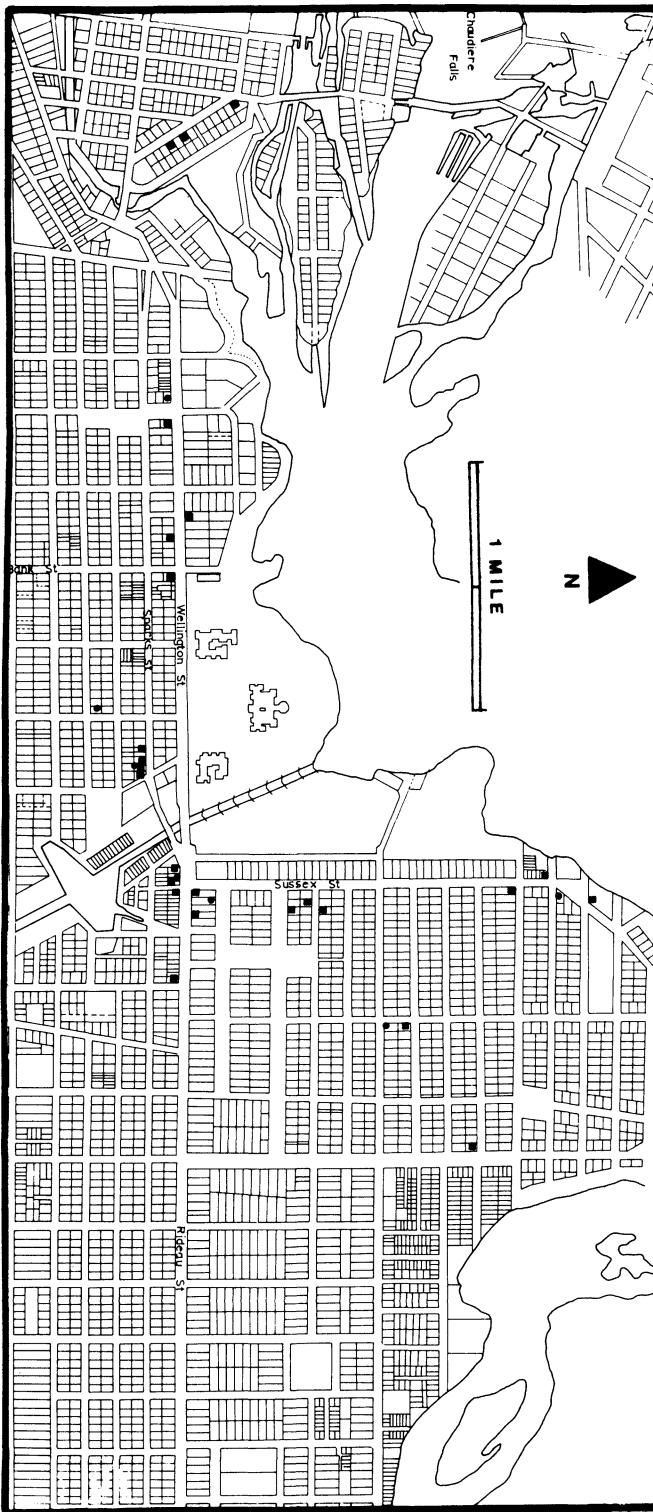 Chaudiere
Falls
1 MILE
N
Bank St
Wellington St
Sparks St
Sussex St
Rideau St